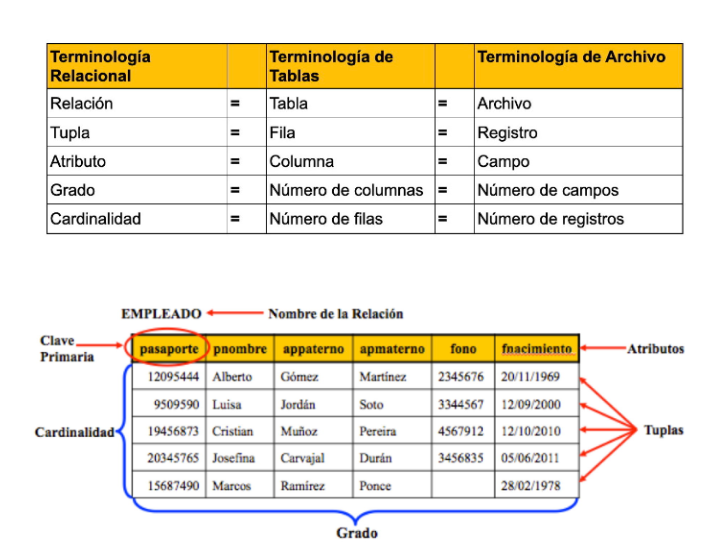 Terminología Relacional Terminología de Tablas Terminología de Archivo
Relación = Tabla = Archivo
Tupla = Fila = Registro
Atributo = Columna = Campo
Grado = Número de columnas = Número de campos
Cardinalidad = Número de filas = Número de registros
EMPLEADO Nombre de la Relación
Clave Primaria
pasaporte pnombre appaterno apmaterno fono fnacimiento Atributos
12095444 Alberto Gómez Martínez 2345676 20/11/1969
9509590 Luisa Jordán Soto 3344567 12/09/2000
Cardinalidad 19456873 Cristian Muñoz Pereira 4567912 12/10/2010 Tuplas
20345765 Josefina Carvajal Durán 3456835 05/06/2011
15687490 Marcos Ramírez Ponce 28/02/1978
Grado